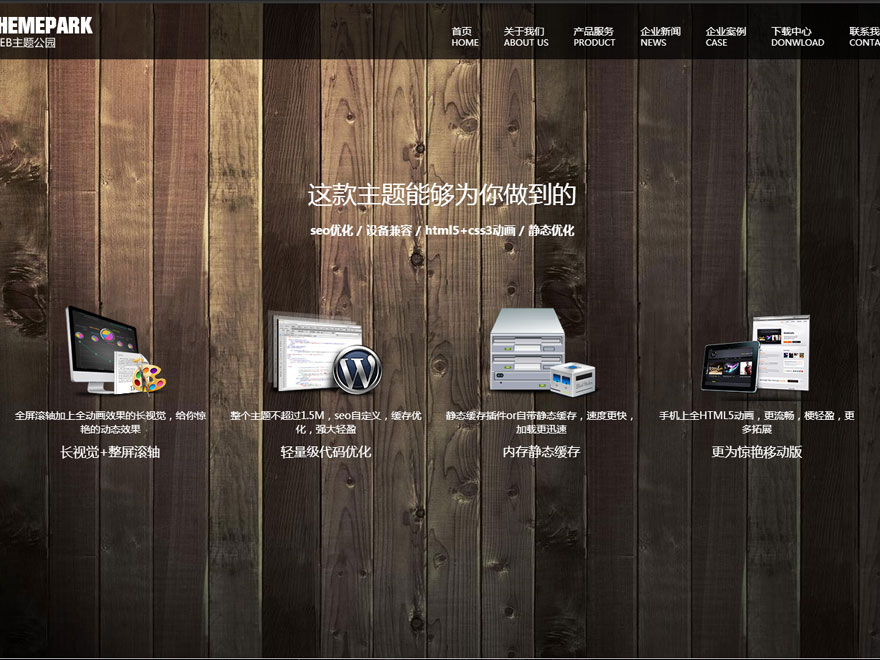 HEMEPARK
EB主题公园
首页
HOME
关于我们
ABOUT US
产品服务
PRODUCT
企业新闻
NEWS
企业案例
CASE
下载中心
DONWLOAD
联系我
CONTA
这款主题能够为你做到的
seo优化 / 设备兼容 / html5+css3动画 / 静态优化
全屏滚轴加上全动画效果的长视觉，给你惊
艳的动态效果
长视觉+整屏滚轴
整个主题不超过1.5M，seo自定义，缓存优
化，强大轻盈
轻量级代码优化
静态缓存插件or自带静态缓存，速度更快，
加载更迅速
内存静态缓存
手机上全HTML5动画，更流畅，梗轻盈，更
多拓展
更为惊艳移动版